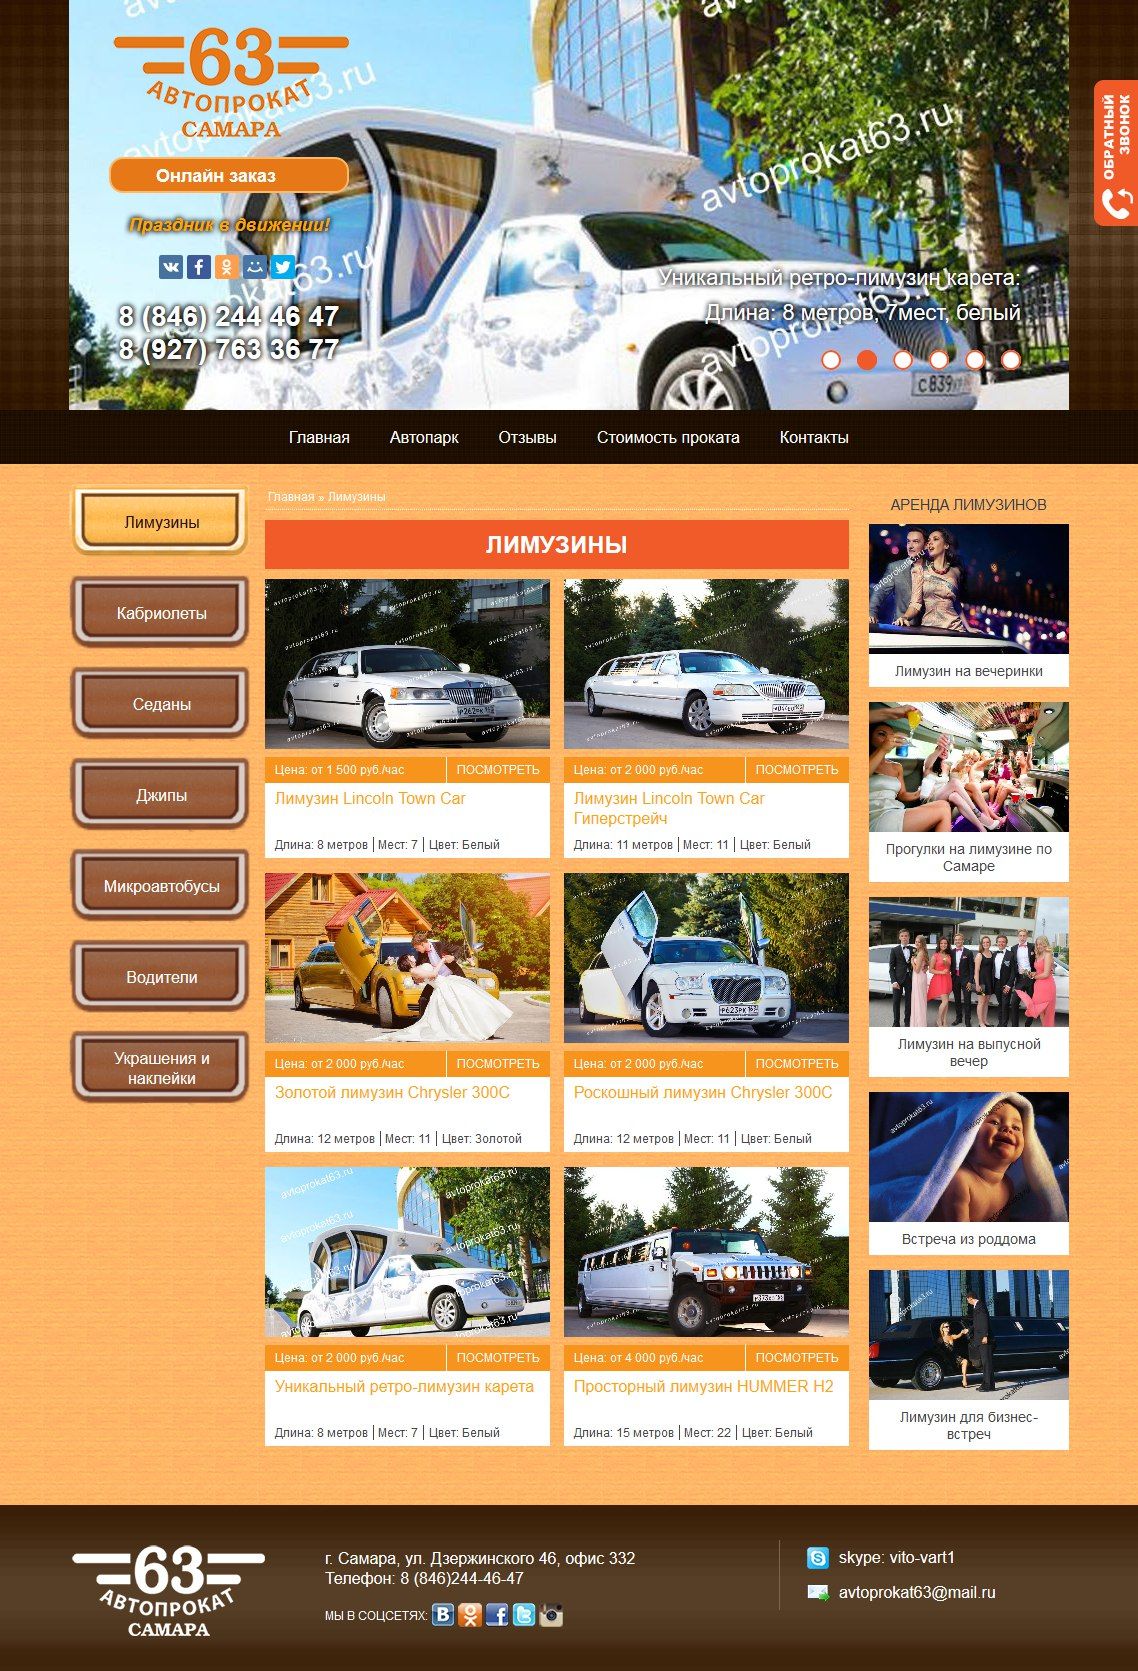 63
АВТОПРОКАТ
САМАРА
Онлайн заказ
Праздник в движении!
8 (846) 244 46 47
8 (927) 763 36 77
avtoprokat63.ru
Уникальный ретро-лимузин карета:
Длина: 8 метров, 7мест, белый
С839
ОБРАТНЫЙ
ЗВОНОК
Главная
Автопарк
Отзывы
Стоимость проката
Контакты
Лимузины
Кабриолеты
Седаны
Джипы
Микроавтобусы
Водители
Украшения и
наклейки
Главная » Лимузины
ЛИМУЗИНЫ
Цена: от 1 500 руб./час
ПОСМОТРЕТЬ
Лимузин Lincoln Town Car
Длина: 8 метров
Мест: 7
Цвет: Белый
Цена: от 2 000 руб./час
ПОСМОТРЕТЬ
Лимузин Lincoln Town Car
Гиперстрейч
Длина: 11 метров
Мест: 11
Цвет: Белый
Цена: от 2 000 руб./час
ПОСМОТРЕТЬ
Золотой лимузин Chrysler 300C
Длина: 12 метров
Мест: 11
Цвет: Золотой
Цена: от 2 000 руб./час
ПОСМОТРЕТЬ
Роскошный лимузин Chrysler 300C
Длина: 12 метров
Мест: 11
Цвет: Белый
Цена: от 2 000 руб./час
ПОСМОТРЕТЬ
Уникальный ретро-лимузин карета
Длина: 8 метров
Мест: 7
Цвет: Белый
Цена: от 4 000 руб./час
ПОСМОТРЕТЬ
Просторный лимузин HUMMER H2
Длина: 15 метров
Мест: 22
Цвет: Белый
АРЕНДА ЛИМУЗИНОВ
Лимузин на вечеринки
Прогулки на лимузине по
Самаре
Лимузин на выпусной
вечер
Встреча из роддома
Лимузин для бизнес-
встреч
63
АВТОПРОКАТ
САМАРА
г. Самара, ул. Дзержинского 46, офис 332
Телефон: 8 (846)244-46-47
МЫ В СОЦСЕТЯХ:
skype: vito-vart1
avtoprokat63@mail.ru